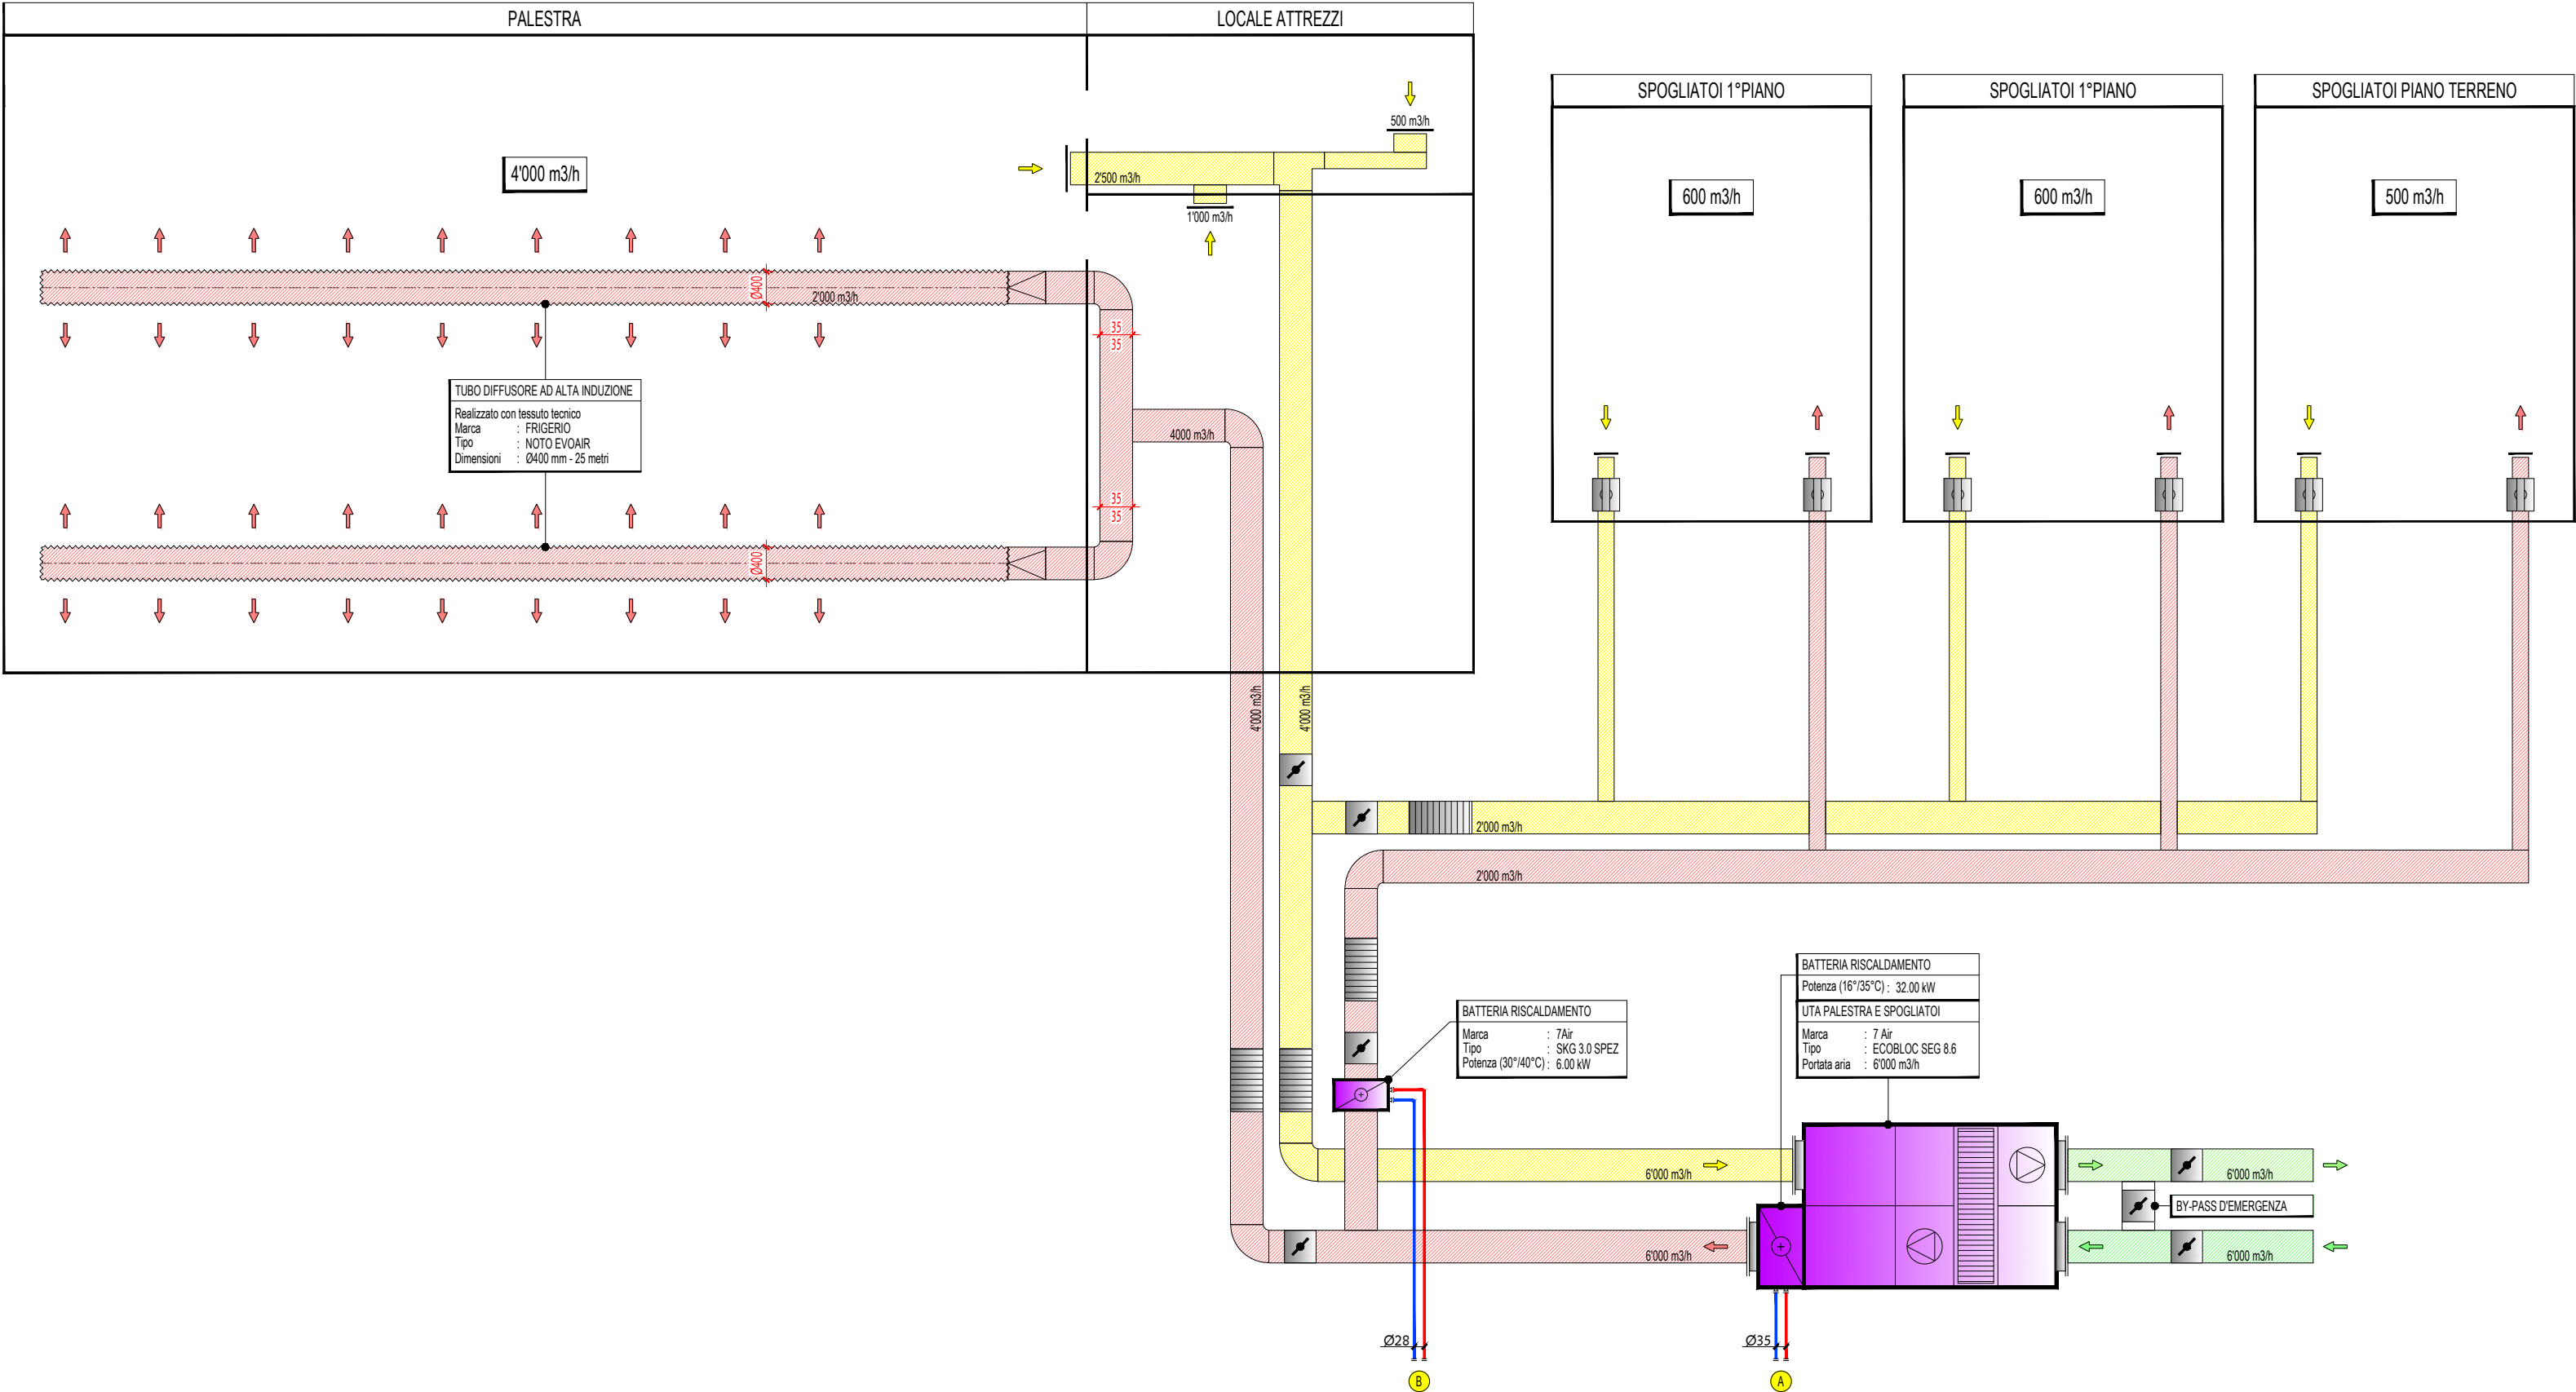 PALESTRA
LOCALE ATTREZZI
SPOGLIATOI 1°PIANO
SPOGLIATOI 1°PIANO
SPOGLIATOI PIANO TERRENO
500 m3/h
4'000 m3/h
2'500 m3/h
1'000 m3/h
600 m3/h
600 m3/h
500 m3/h
Ø400
2'000 m3/h
35
35
TUBO DIFFUSORE AD ALTA INDUZIONE
Realizzato con tessuto tecnico
Marca : FRIGERIO
Tipo : NOTO EVOAIR
Dimensioni : Ø400 mm - 25 metri
4000 m3/h
35
35
Ø400
4'000 m3/h
4'000 m3/h
2'000 m3/h
2'000 m3/h
BATTERIA RISCALDAMENTO
Potenza (16°/35°C) : 32.00 kW
UTA PALESTRA E SPOGLIATOI
Marca : 7 Air
Tipo : ECOBLOC SEG 8.6
Portata aria : 6'000 m3/h
BATTERIA RISCALDAMENTO
Marca : 7Air
Tipo : SKG 3.0 SPEZ
Potenza (30°/40°C) : 6.00 kW
6'000 m3/h
6'000 m3/h
BY-PASS D'EMERGENZA
6'000 m3/h
6'000 m3/h
Ø28
Ø35
B
A